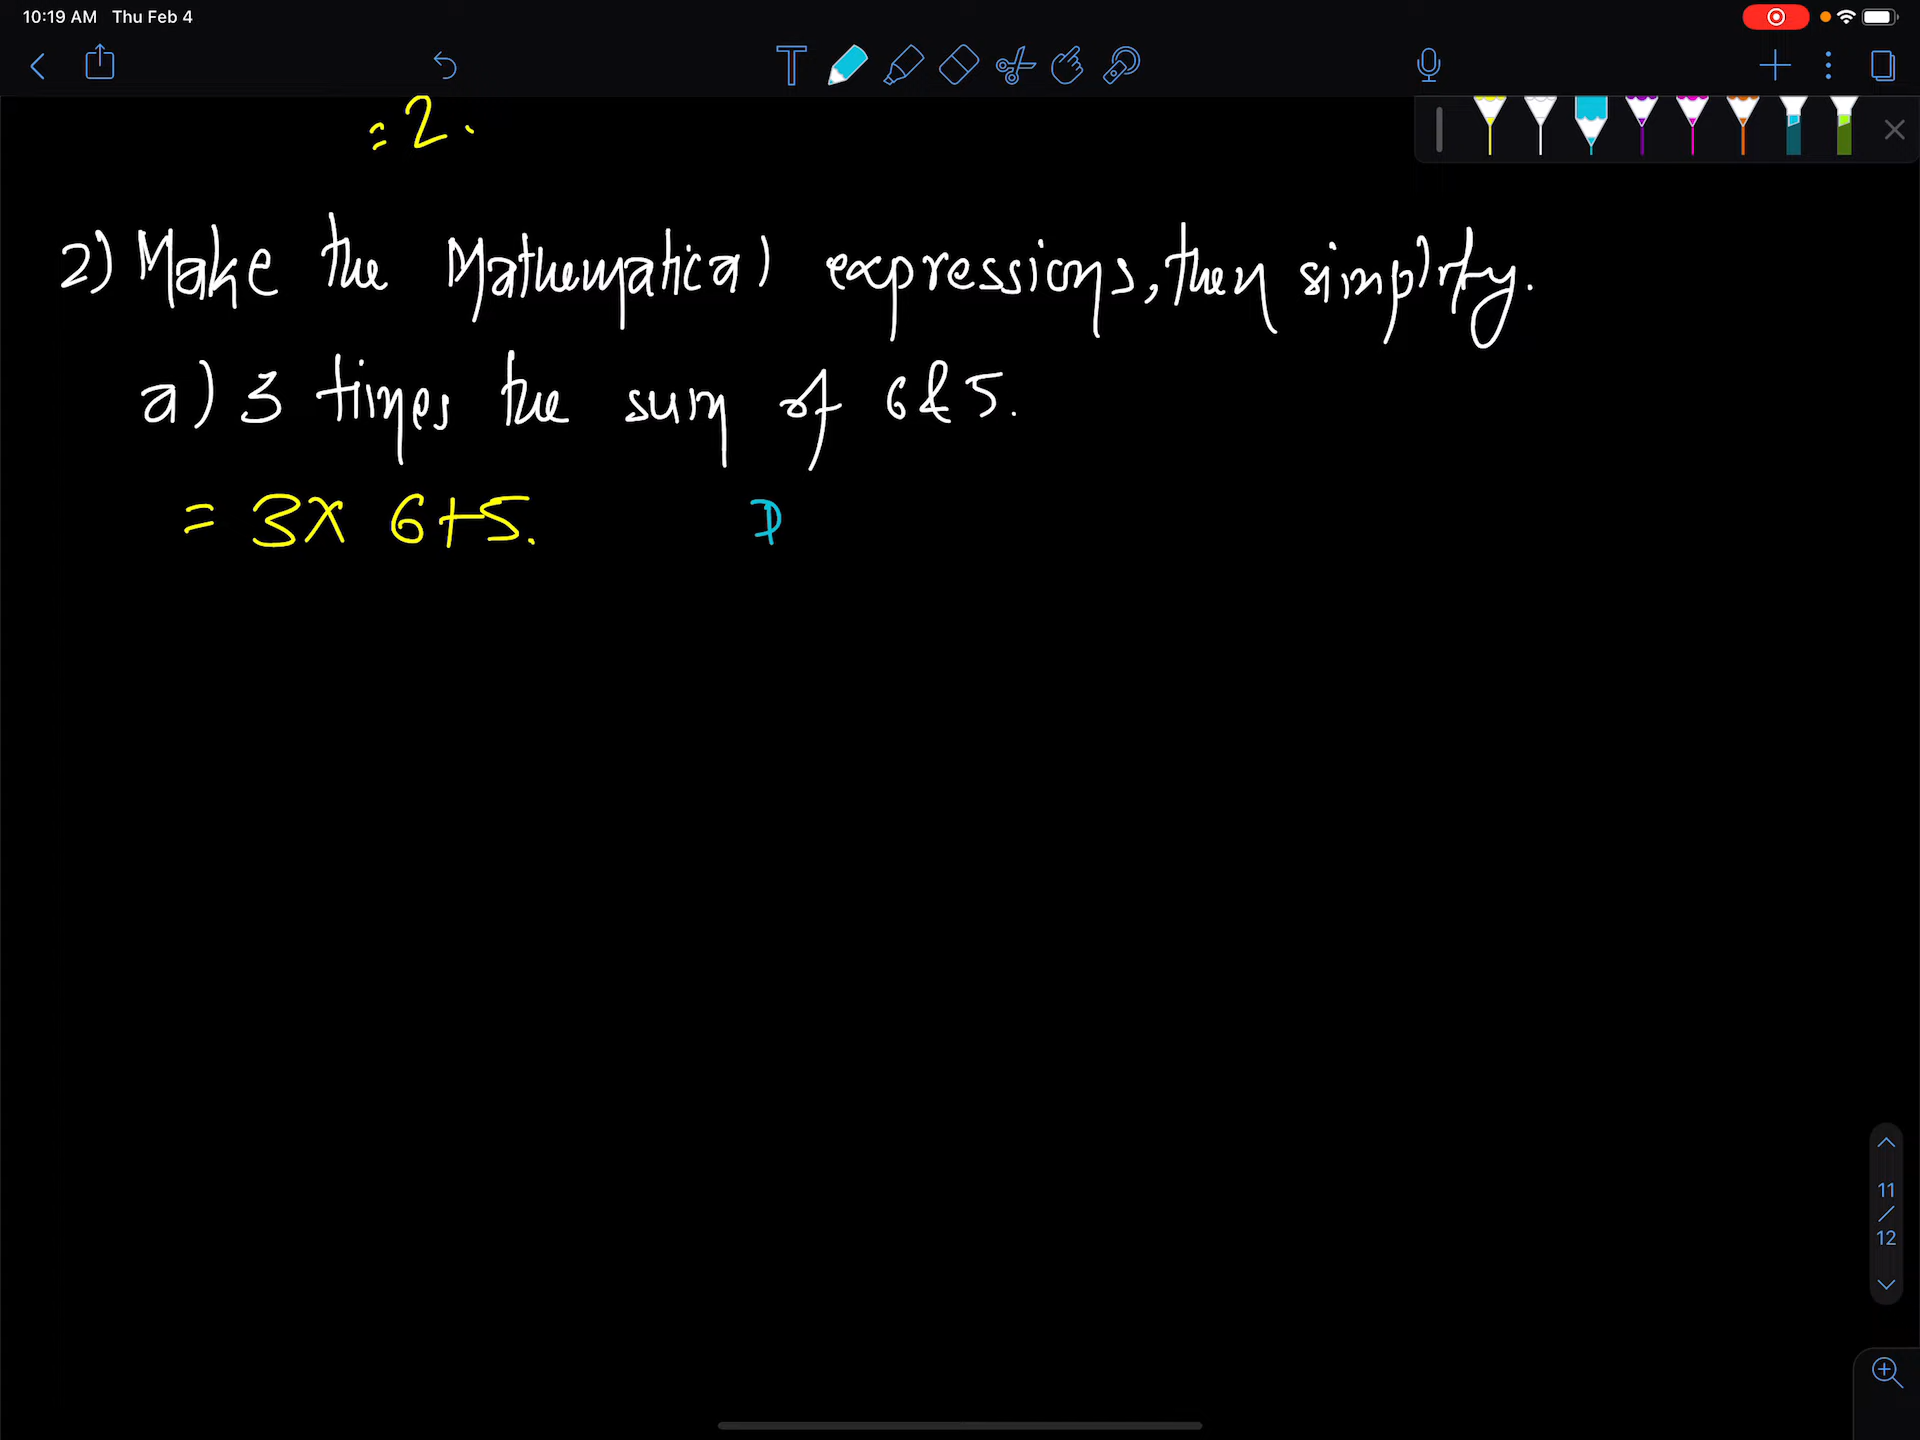 10:19 AM Thu Feb 4
T
= 2.
2) Make the Mathematical expressions, then simplify.
a) 3 times the sum of 6 & 5.
= 3 x 6+5.
11
/
12